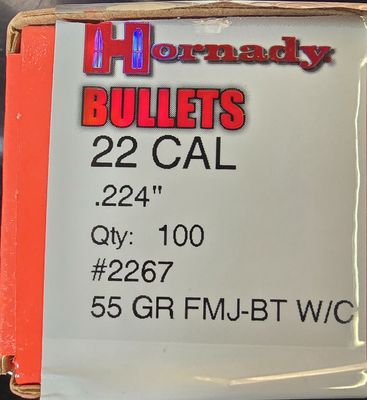 Hornady
BULLETS
22 CAL
.224"
Qty: 100
#2267
55 GR FMJ-BT W/C